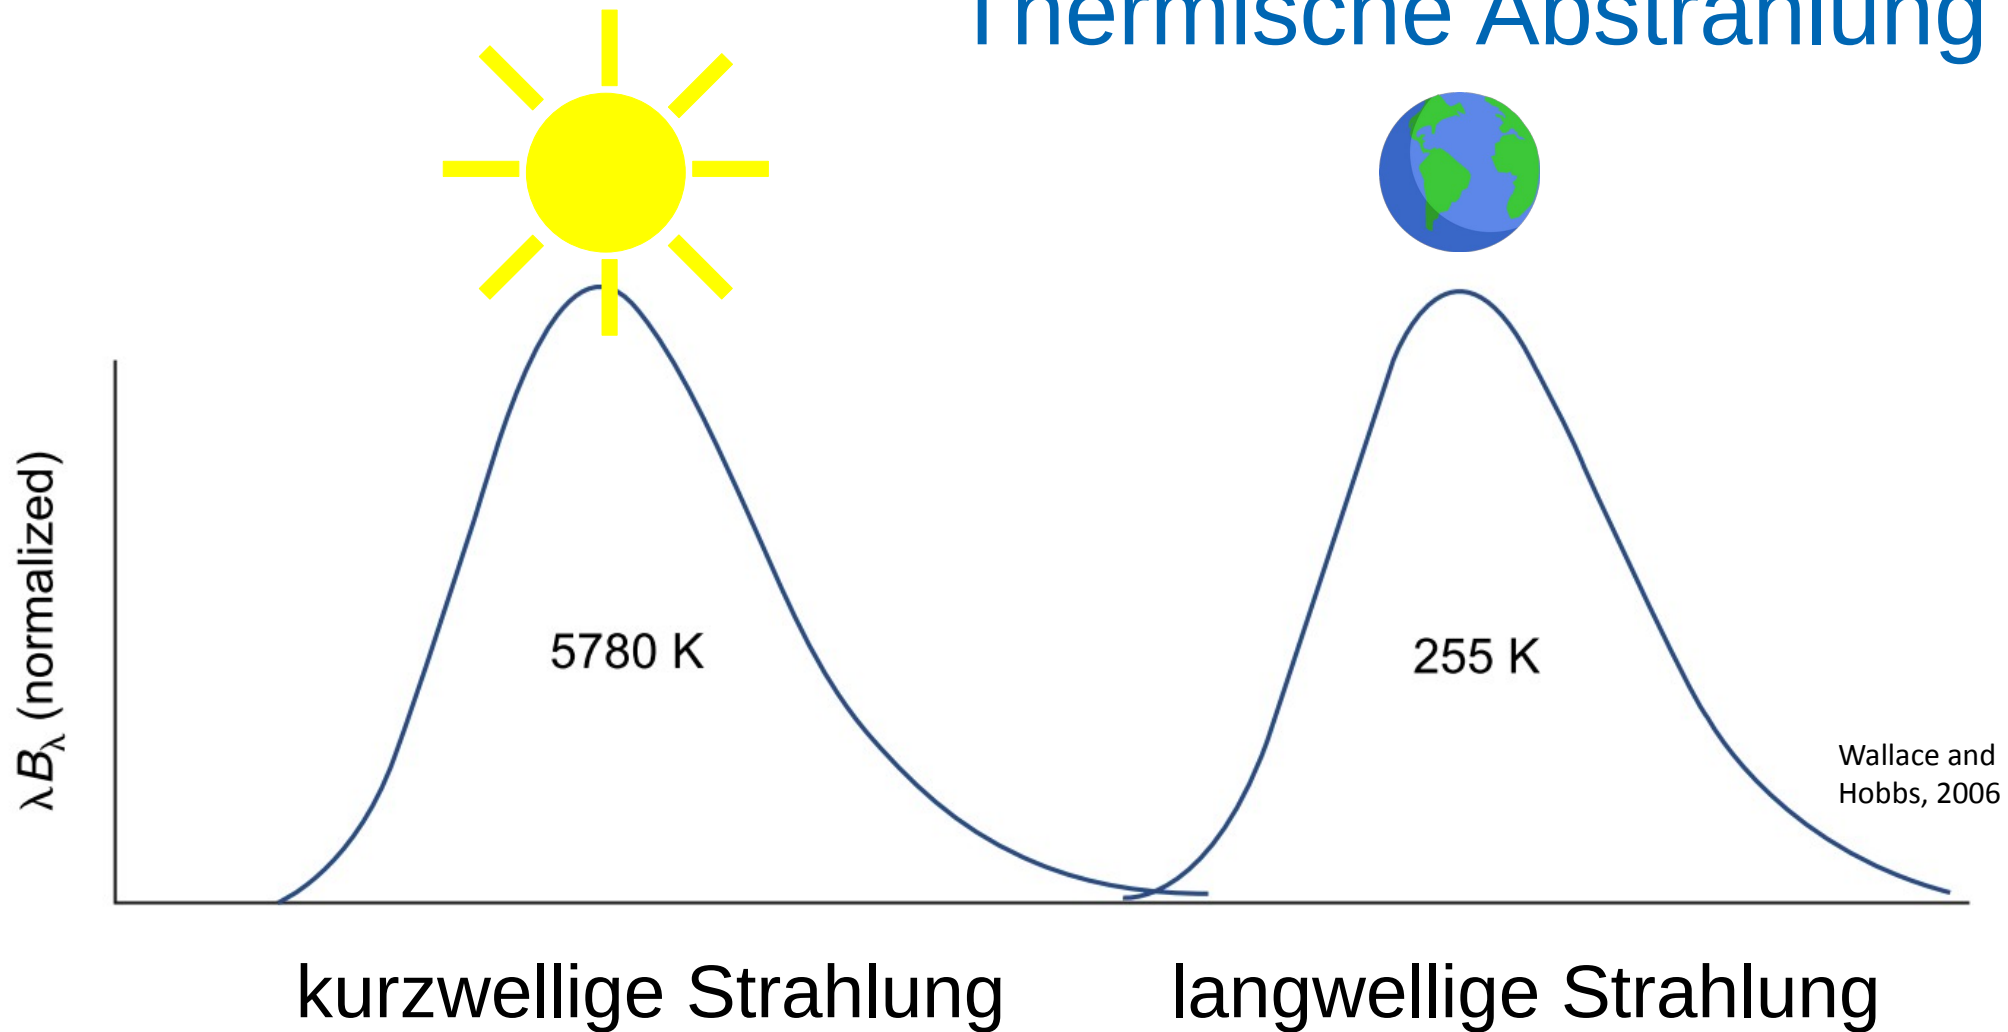 Thermische Abstrahlung
λBλ (normalized)
5780 K
255 K
Wallace and
Hobbs, 2006
kurzwellige Strahlung
langwellige Strahlung